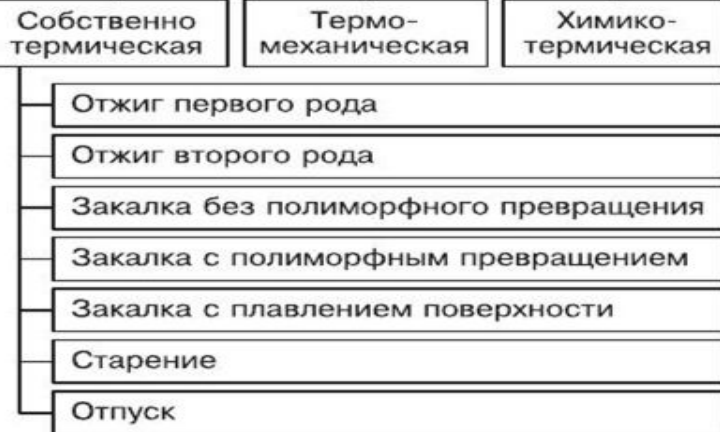 Собственно
термическая
Термо-
механическая
Химико-
термическая
Отжиг первого рода
Отжиг второго рода
Закалка без полиморфного превращения
Закалка с полиморфным превращением
Закалка с плавлением поверхности
Старение
Отпуск